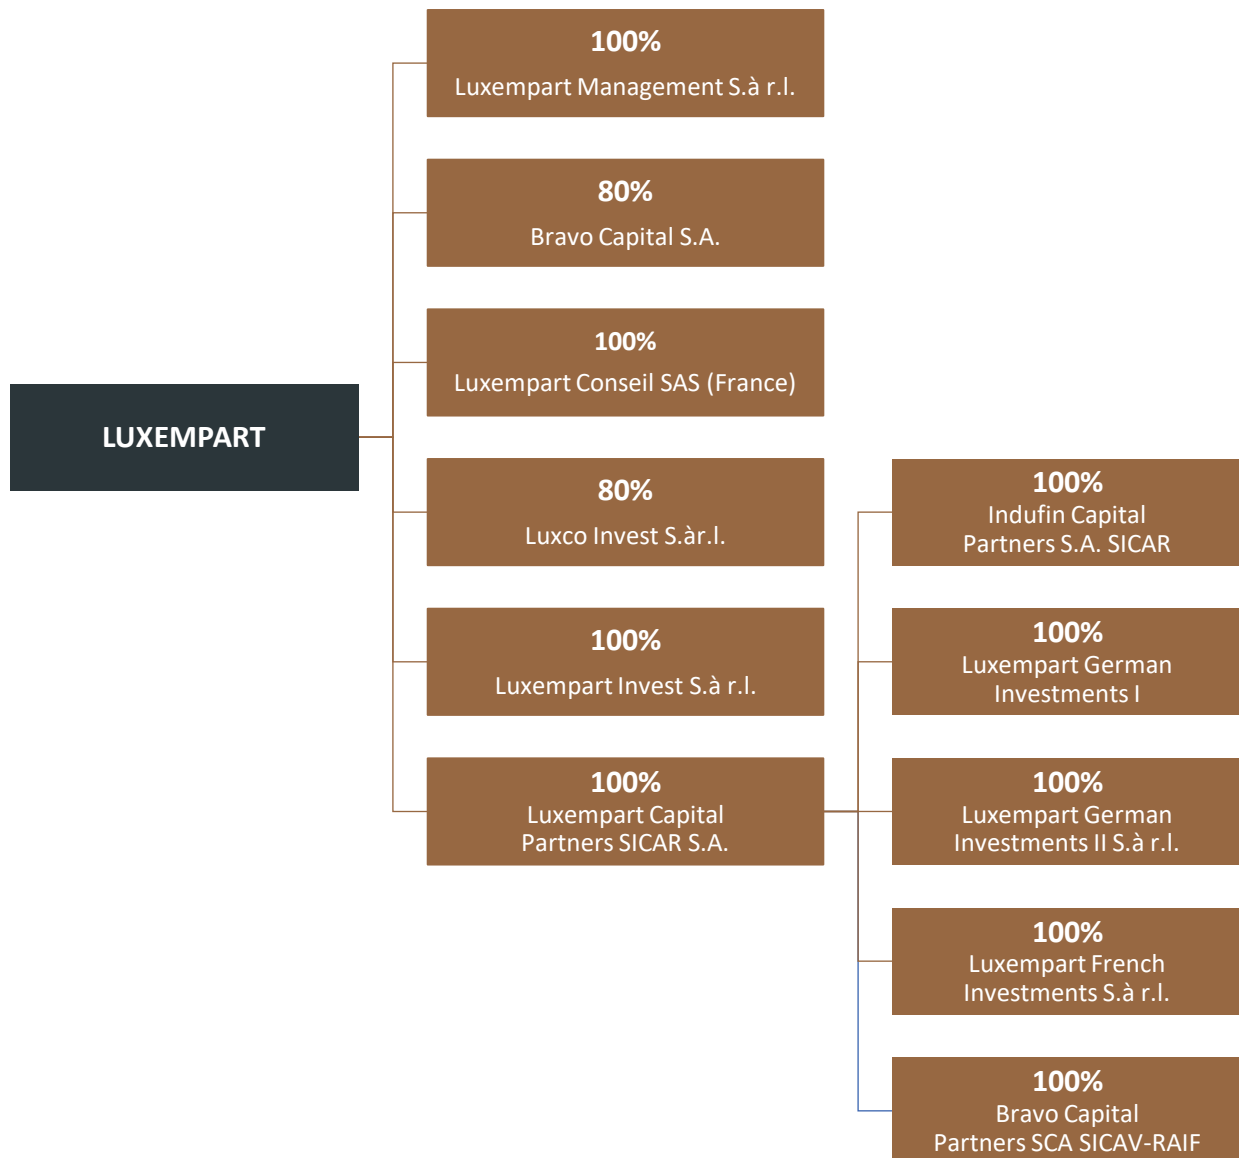 100%
Luxempart Management S.à r.l.
80%
Bravo Capital S.A.
100%
Luxempart Conseil SAS (France)
LUXEMPART
80%
Luxco Invest S.àr.l.
100%
Luxempart Invest S.à r.l.
100%
Luxempart Capital
Partners SICAR S.A.
100%
Indufin Capital
Partners S.A. SICAR
100%
Luxempart German
Investments I
100%
Luxempart German
Investments II S.à r.l.
100%
Luxempart French
Investments S.à r.l.
100%
Bravo Capital
Partners SCA SICAV-RAIF